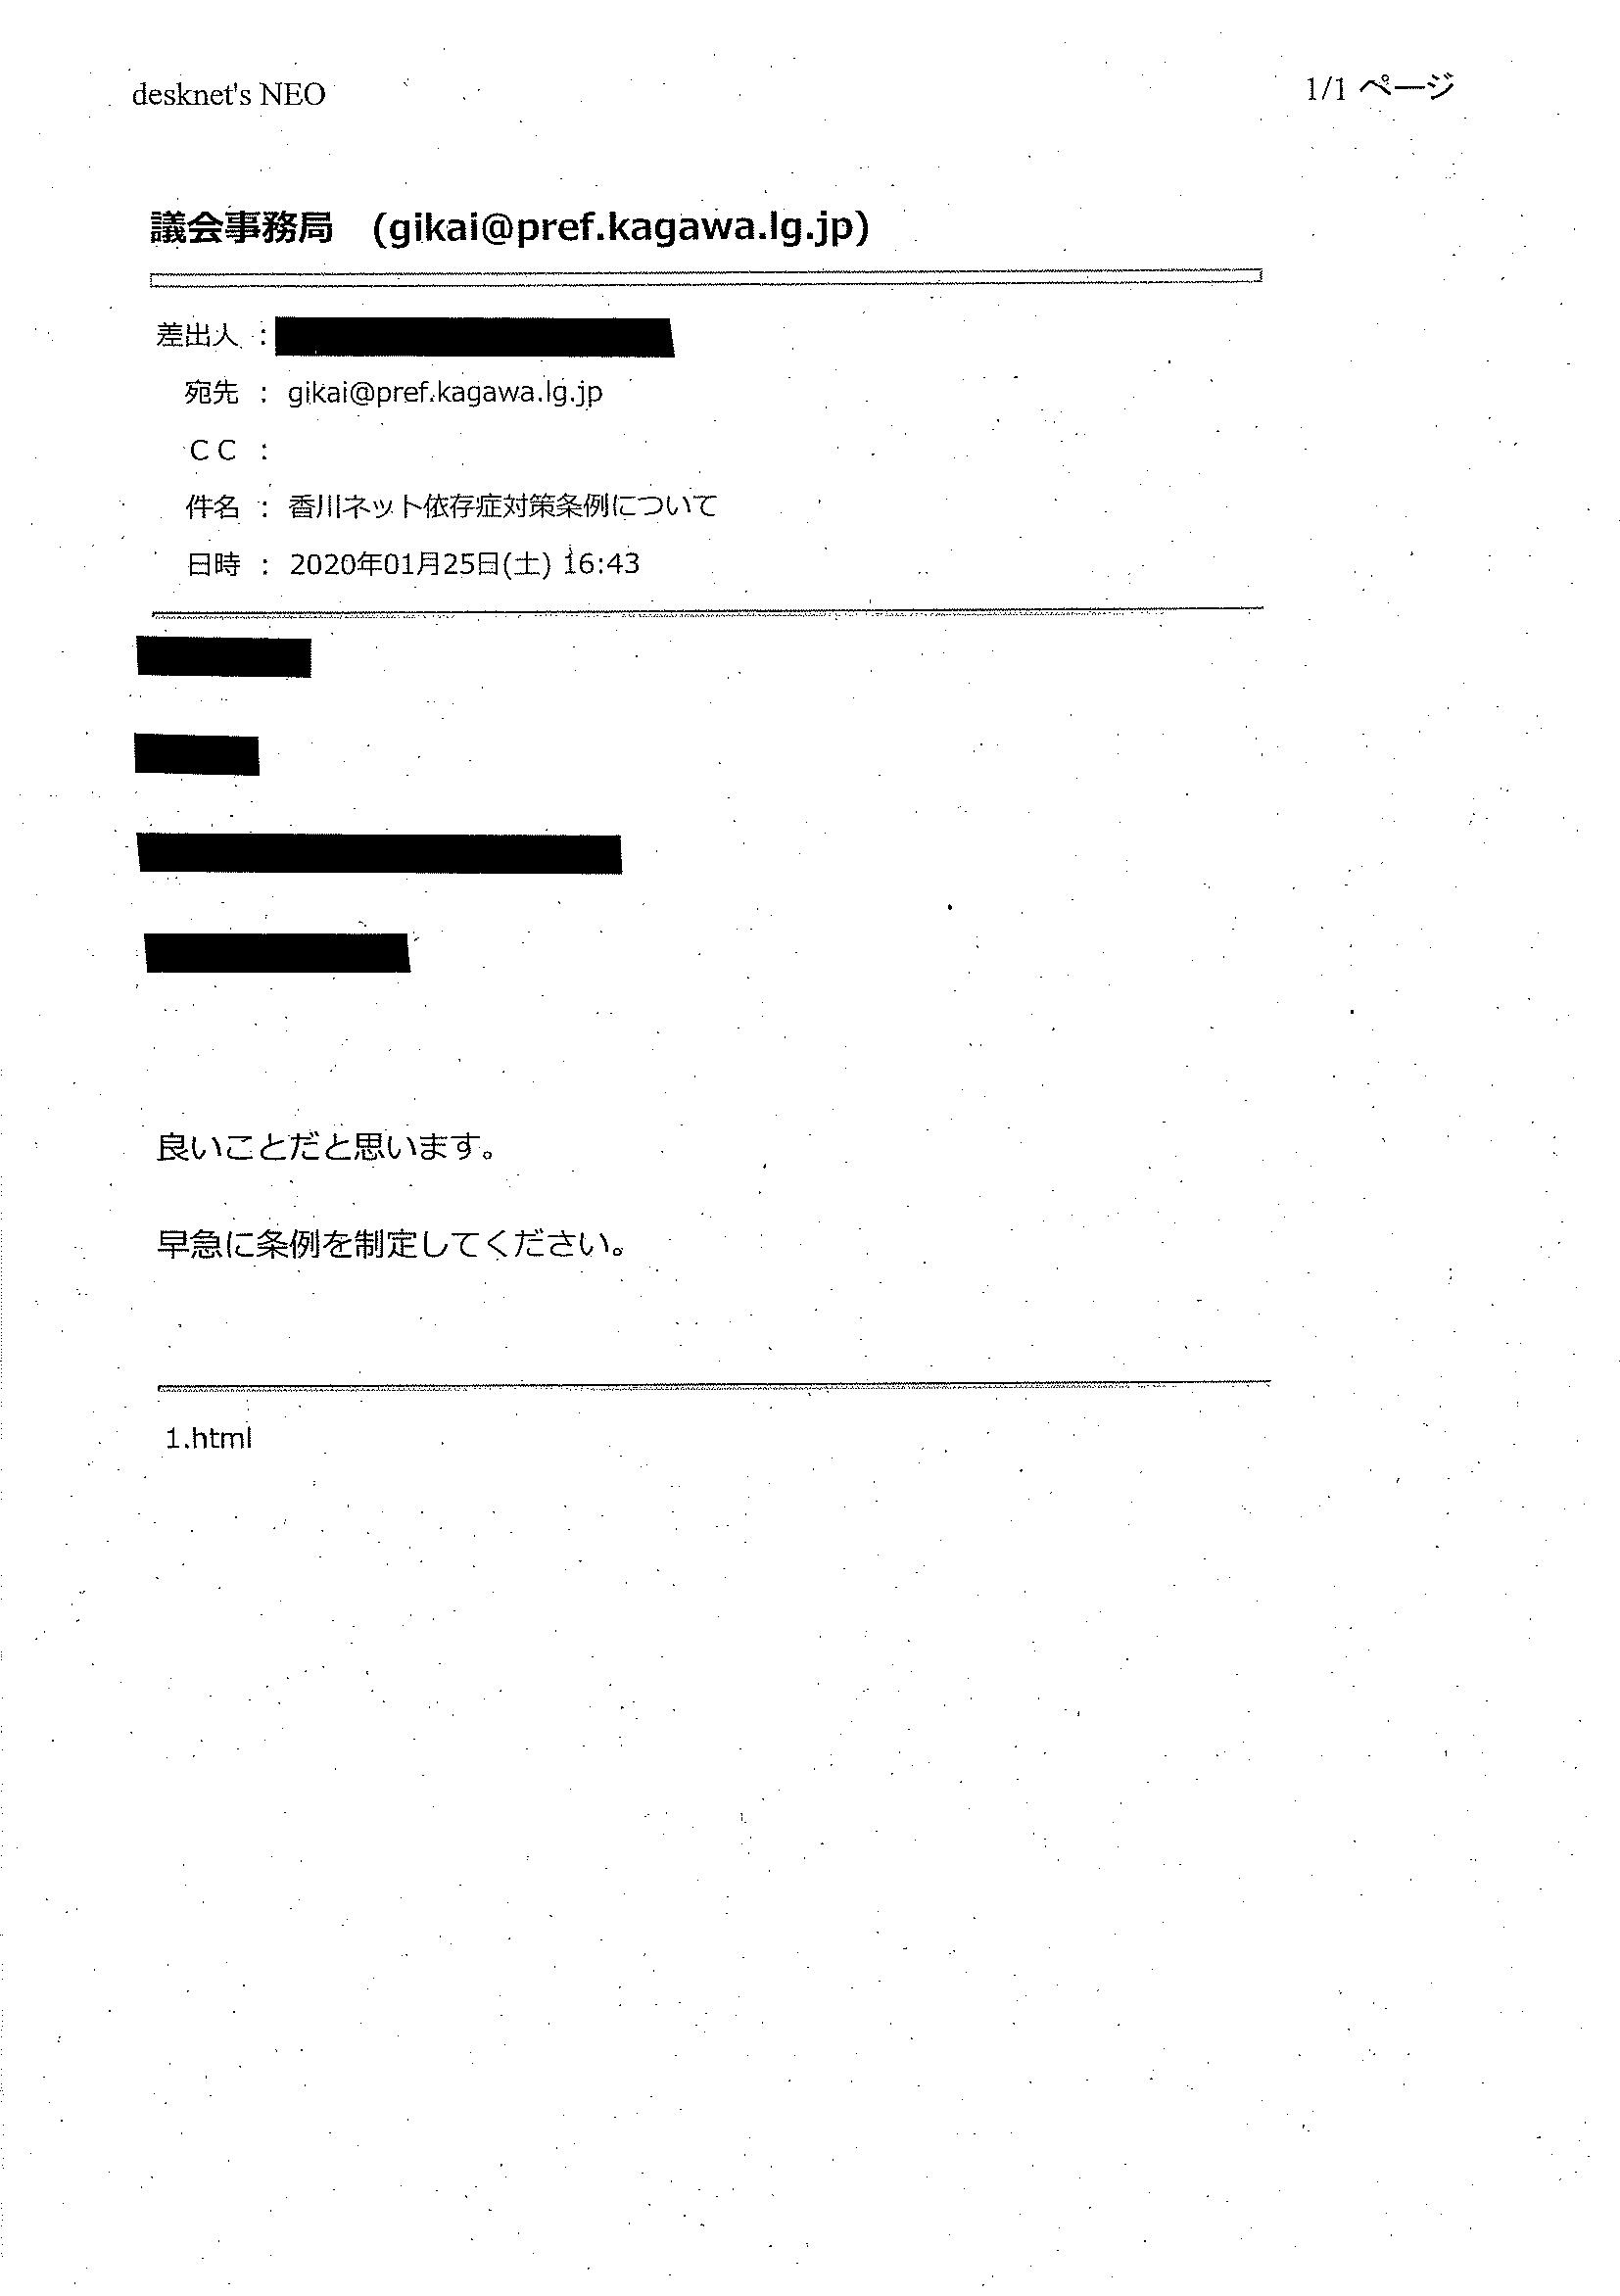 desknet's NEO
1/1 ページ
議会事務局　(gikai@pref.kagawa.lg.jp)
差出人 :
宛先 : gikai@pref.kagawa.lg.jp
ＣＣ :
件名 : 香川ネット依存症対策条例について
日時 : 2020年01月25日(土) 16:43
良いことだと思います。
早急に条例を制定してください。
1.html